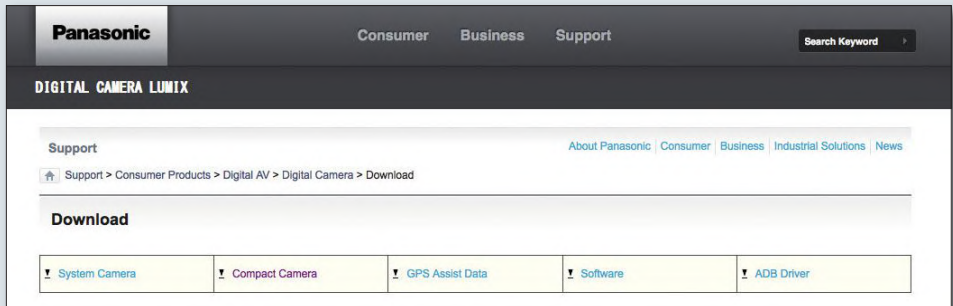 Panasonic Consumer Business Support Search Keyword
DIGITAL CAMERA LUMIX
Support About Panasonic | Consumer | Business | Industrial Solutions | News
Support > Consumer Products > Digital AV > Digital Camera > Download
Download
System Camera Compact Camera GPS Assist Data Software ADB Driver